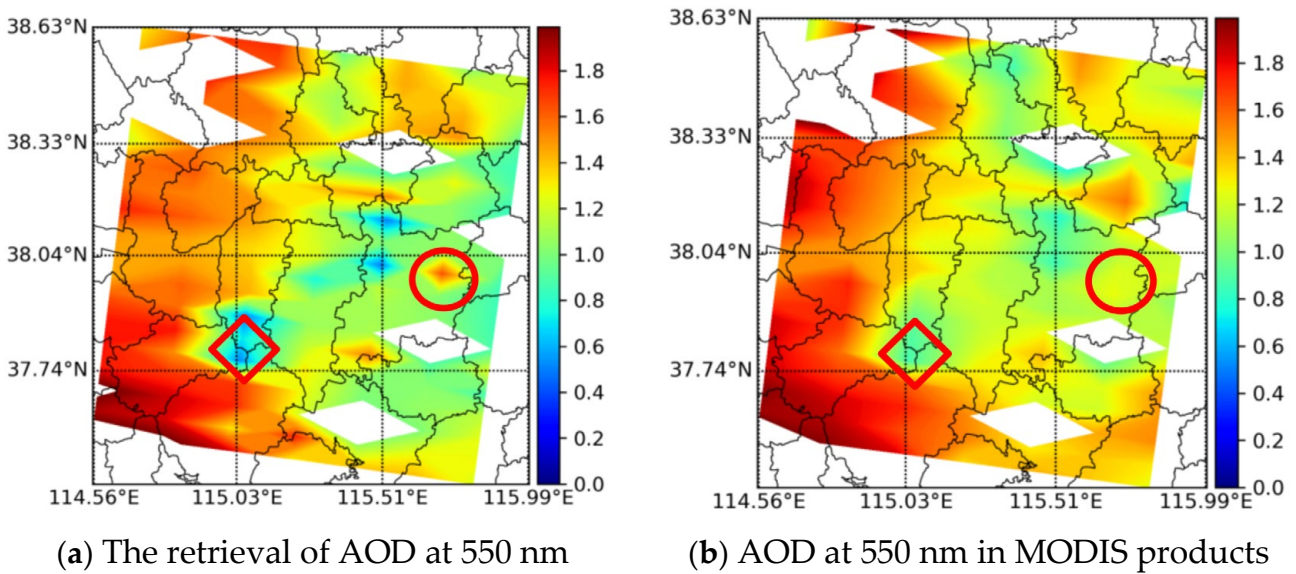 38.63°N
38.33°N
38.04°N
37.74°N
114.56°E
115.03°E
115.51°E
115.99°E
1.8
1.6
1.4
1.2
1.0
0.8
0.6
0.4
0.2
0.0
(a) The retrieval of AOD at 550 nm
38.63°N
38.33°N
38.04°N
37.74°N
114.56°E
115.03°E
115.51°E
115.99°E
1.8
1.6
1.4
1.2
1.0
0.8
0.6
0.4
0.2
0.0
(b) AOD at 550 nm in MODIS products